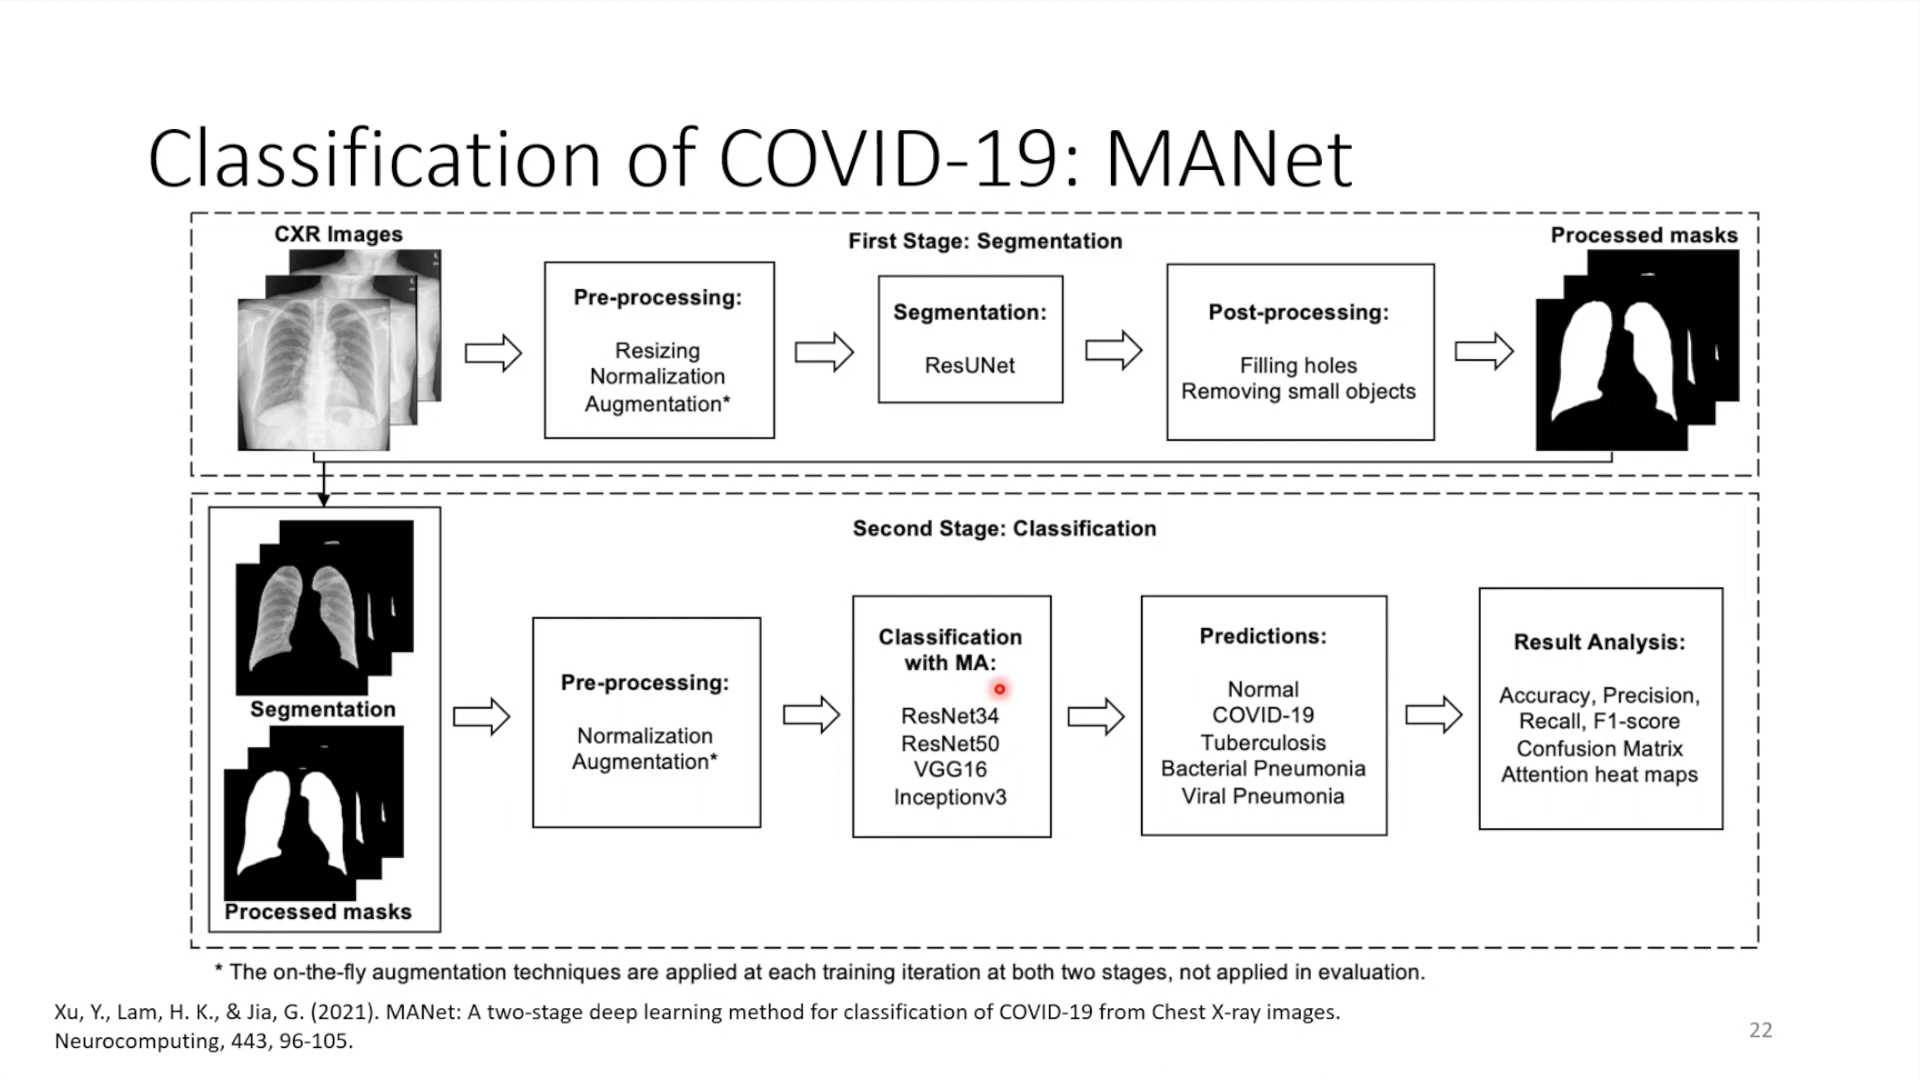 Classification of COVID-19: MANet
CXR Images
First Stage: Segmentation
Processed masks
Pre-processing:
Resizing
Normalization
Augmentation*
Segmentation:
ResUNet
Post-processing:
Filling holes
Removing small objects
Second Stage: Classification
Segmentation
Processed masks
Pre-processing:
Normalization
Augmentation*
Classification
with MA:
ResNet34
ResNet50
VGG16
Inceptionv3
Predictions:
Normal
COVID-19
Tuberculosis
Bacterial Pneumonia
Viral Pneumonia
Result Analysis:
Accuracy, Precision,
Recall, F1-score
Confusion Matrix
Attention heat maps
* The on-the-fly augmentation techniques are applied at each training iteration at both two stages, not applied in evaluation.
Xu, Y., Lam, H. K., & Jia, G. (2021). MANet: A two-stage deep learning method for classification of COVID-19 from Chest X-ray images.
Neurocomputing, 443, 96-105.
22